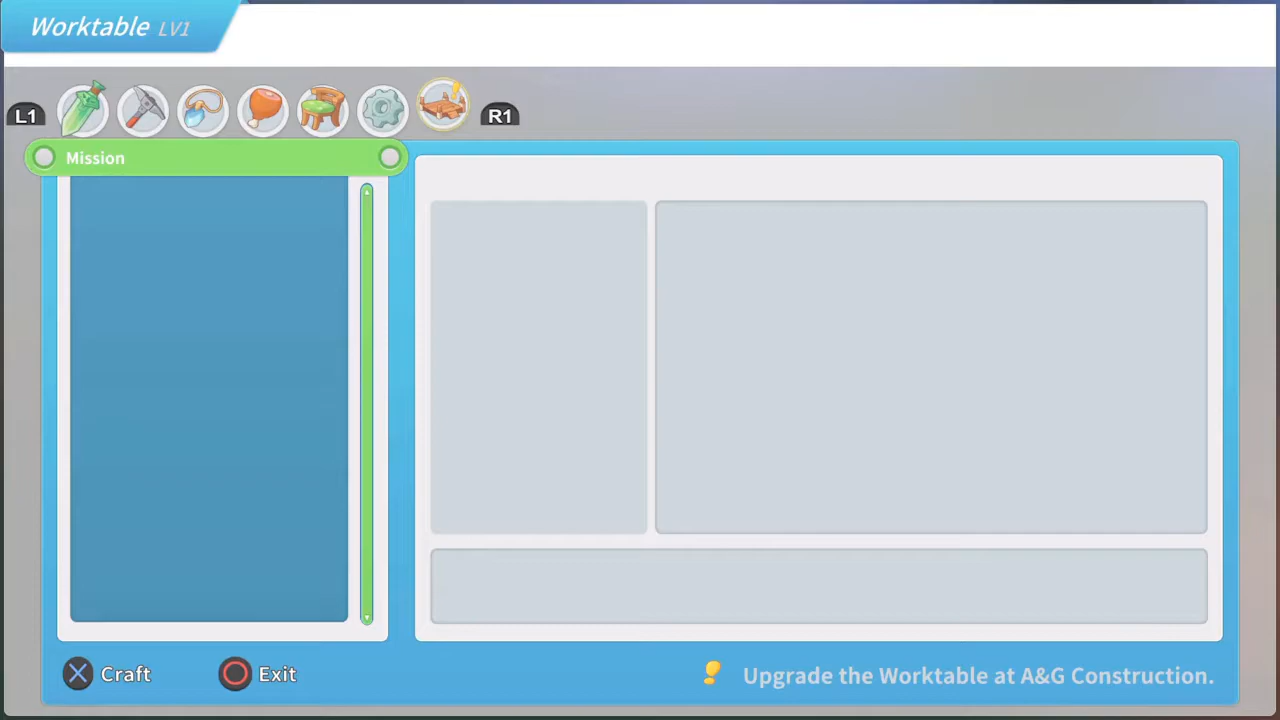 Worktable LV1
L1
R1
Mission
Craft
Exit
Upgrade the Worktable at A&G Construction.